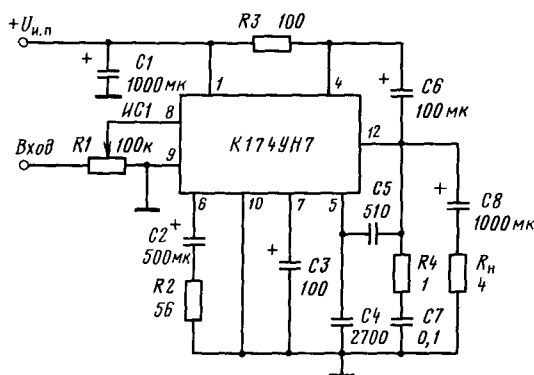 +U и.п
R3 100
C1
1000мк
1
4
C6
100мк
ИС1
8
R1
100к
Вход
9
К174УН7
12
C5
510
C8
1000мк
6
10
7
5
C2
500мк
R2
56
C3
100
R4
1
Rн
4
C4
2700
C7
0,1